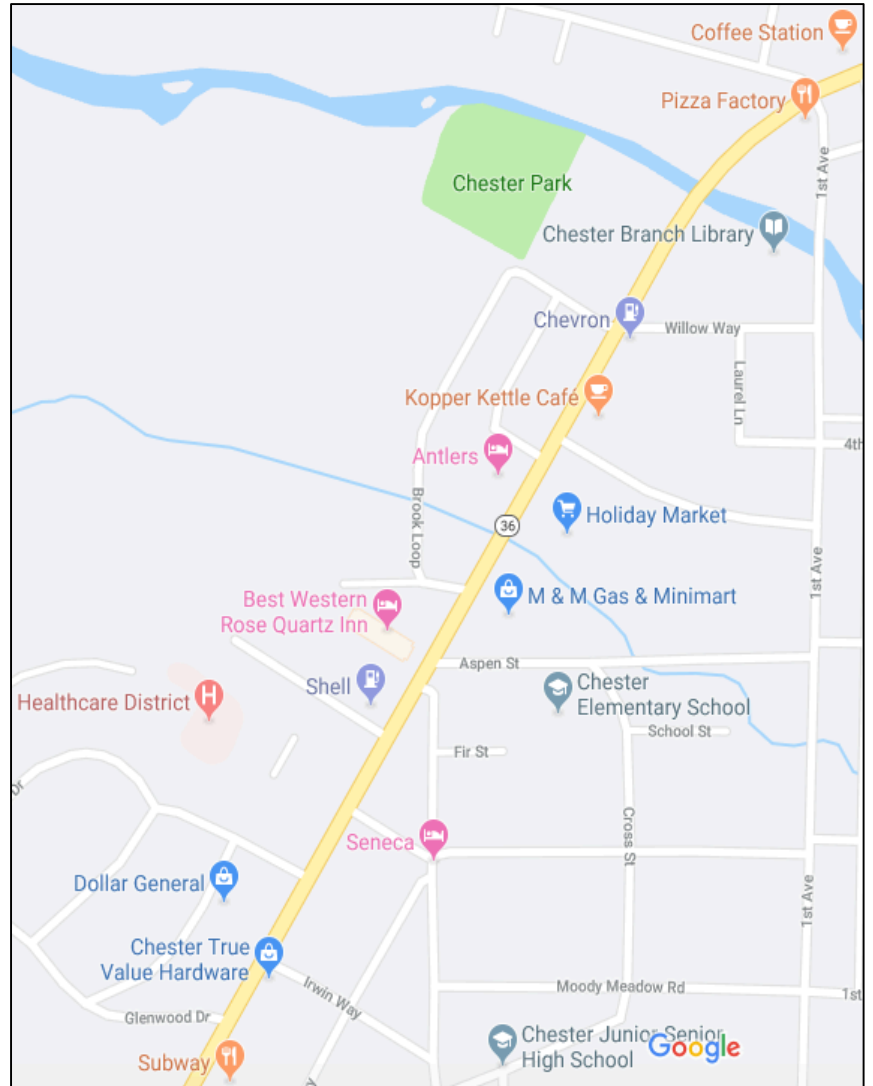 Coffee Station
Pizza Factory
1st Ave
Chester Park
Chester Branch Library
Chevron
Willow Way
Laurel Ln
Kopper Kettle Café
Antlers
4th
Brook Loop
36
Holiday Market
1st Ave
Best Western
Rose Quartz Inn
M & M Gas & Minimart
Aspen St
Shell
Chester
Elementary School
Healthcare District
H
School St
Fir St
Dr
Cross St
Seneca
Dollar General
1st Ave
Chester True
Value Hardware
Irwin Way
Moody Meadow Rd
1st
Glenwood Dr
Subway
Chester Junior-Senior
High School
Google